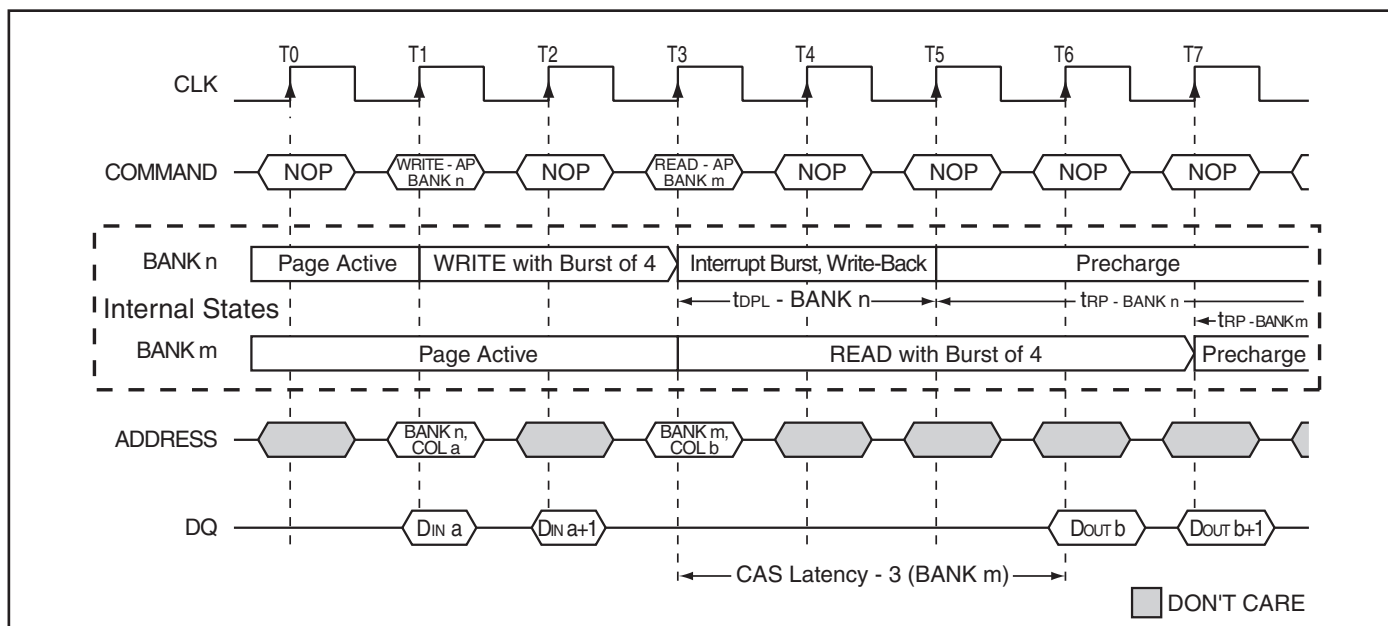 T0 T1 T2 T3 T4 T5 T6 T7
CLK
COMMAND NOP WRITE - AP BANK n NOP READ - AP BANK m NOP NOP NOP NOP
BANK n Page Active WRITE with Burst of 4 Interrupt Burst, Write-Back Precharge
tDPL - BANK n tRP - BANK n
Internal States
tRP - BANK m
BANK m Page Active READ with Burst of 4 Precharge
ADDRESS BANK n, COL a BANK m, COL b
DQ DIN a DIN a+1 DOUT b DOUT b+1
CAS Latency - 3 (BANK m)
DON'T CARE